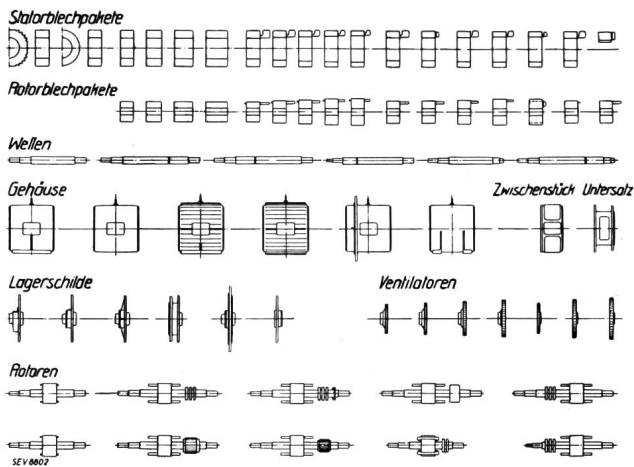 Statorblechpakete
Rotorblechpakete
Wellen
Gehäuse
Zwischenstück Untersatz
Lagerschilde
Ventilatoren
Rotoren
SEV 8802